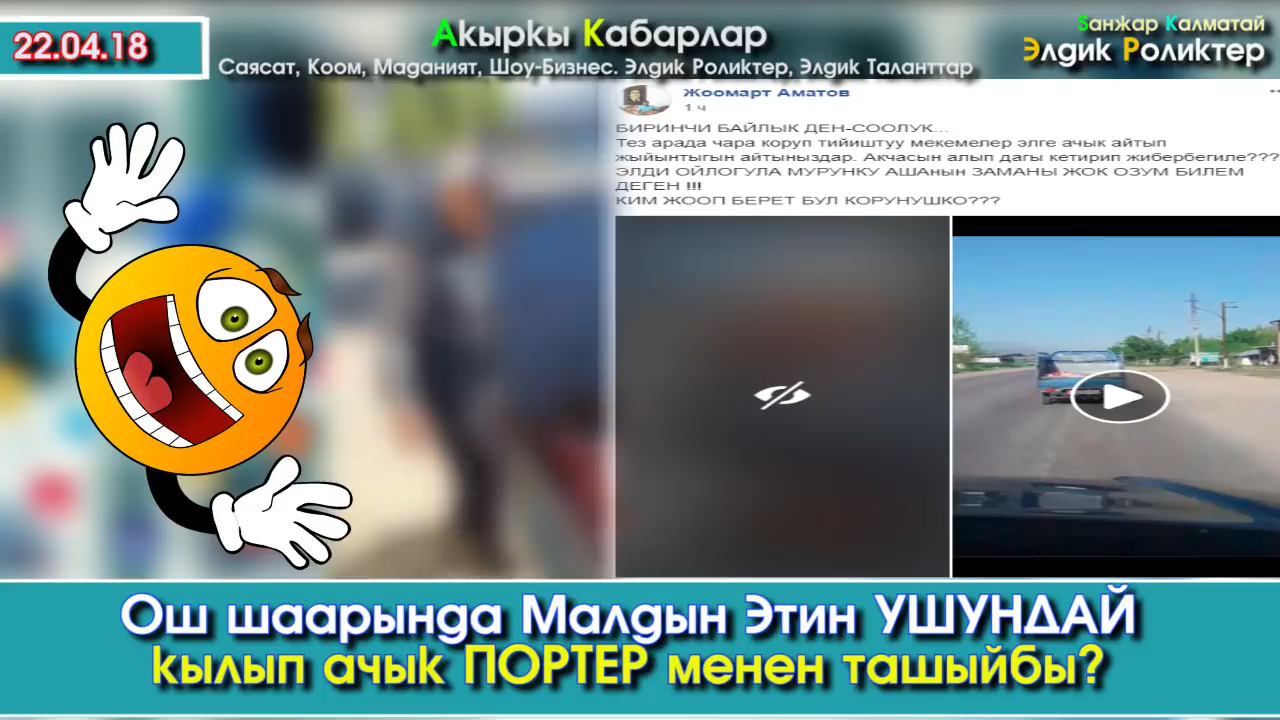 22.04.18
Акыркы Кабарлар
Саясат, Коом, Маданият, Шоу-Бизнес. Элдик Роликтер, Элдик Таланттар
Санжар Калматай
Элдик Роликтер
Жоомарт Аматов
1 ч
БИРИНЧИ БАЙЛЫК ДЕН-СООЛУК...
Тез арада чара коруп тийиштуу мекемелер элге ачык айтып
жыйынтыгын айтыныздар. Акчасын алып дагы кетирип жибербегиле???
ЭЛДИ ОЙЛОГУЛА МУРУНКУ АШАнын ЗАМАНЫ ЖОК ОЗУМ БИЛЕМ
ДЕГЕН !!!
КИМ ЖООП БЕРЕТ БУЛ КОРУНУШКО???
Ош шаарында Малдын Этин УШУНДАЙ
кылып ачык ПОРТЕР менен ташыйбы?